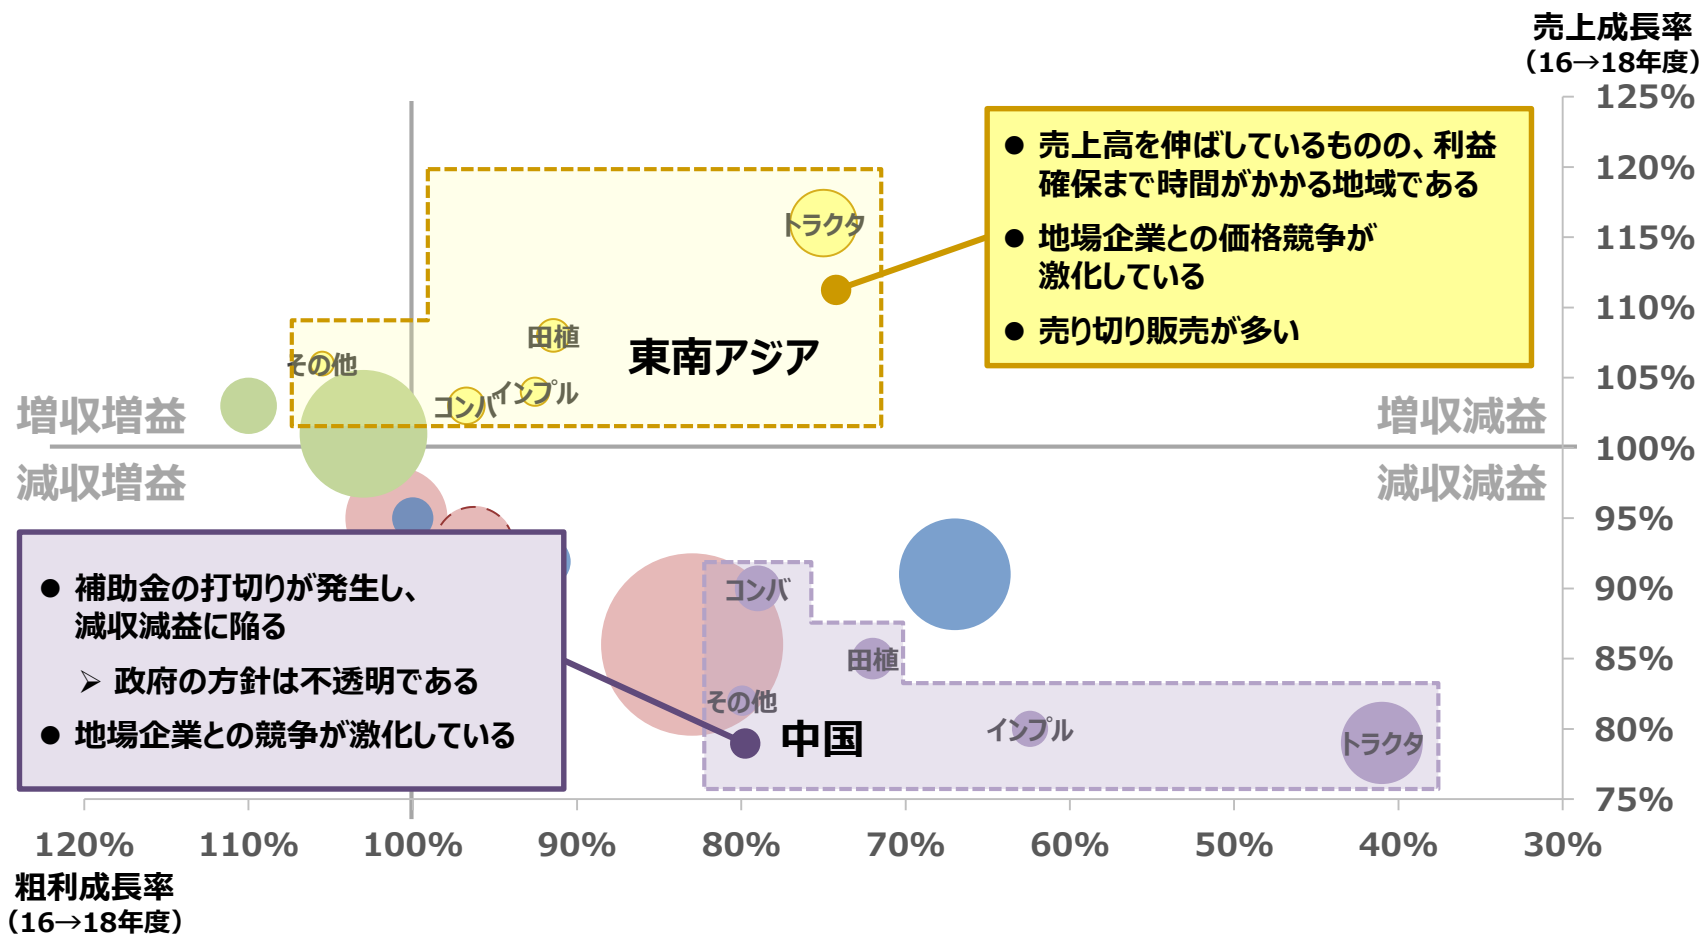 売上成長率
（16→18年度）
125%
120%
115%
110%
105%
100%
95%
90%
85%
80%
75%
● 売上高を伸ばしているものの、利益
確保まで時間がかかる地域である
● 地場企業との価格競争が
激化している
● 売り切り販売が多い
トラクタ
田植
東南アジア
その他
インプル
コンバ
増収増益
増収減益
減収増益
減収減益
● 補助金の打切りが発生し、
減収減益に陥る
➢ 政府の方針は不透明である
● 地場企業との競争が激化している
コンバ
田植
その他
中国
インプル
トラクタ
120%
110%
100%
90%
80%
70%
60%
50%
40%
30%
粗利成長率
（16→18年度）